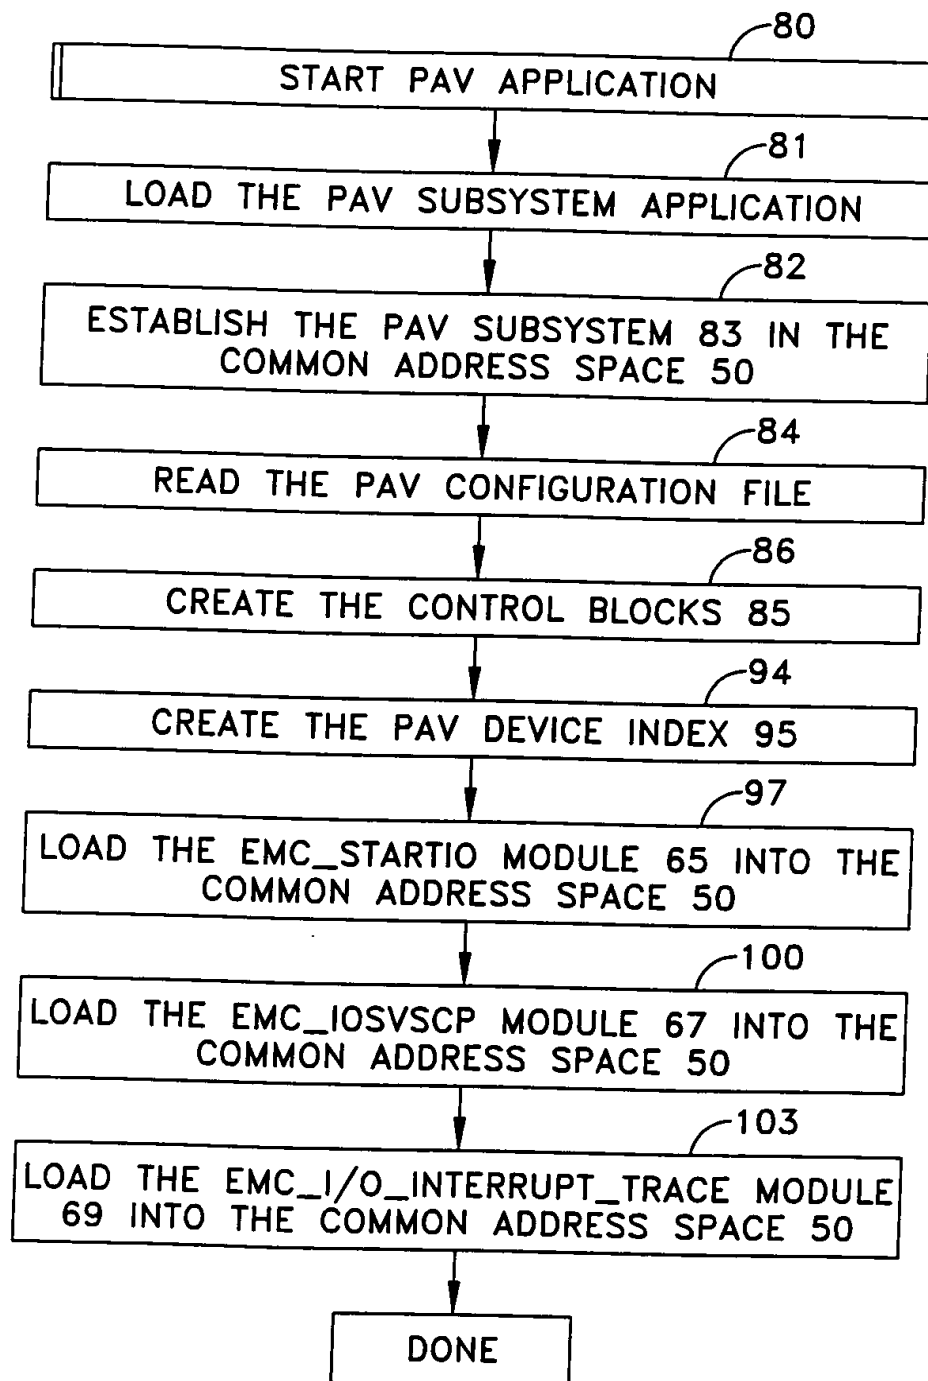 80
START PAV APPLICATION
81
LOAD THE PAV SUBSYSTEM APPLICATION
82
ESTABLISH THE PAV SUBSYSTEM 83 IN THE
COMMON ADDRESS SPACE 50
84
READ THE PAV CONFIGURATION FILE
86
CREATE THE CONTROL BLOCKS 85
94
CREATE THE PAV DEVICE INDEX 95
97
LOAD THE EMC_STARTIO MODULE 65 INTO THE
COMMON ADDRESS SPACE 50
100
LOAD THE EMC_IOSVSCP MODULE 67 INTO THE
COMMON ADDRESS SPACE 50
103
LOAD THE EMC_I/O_INTERRUPT_TRACE MODULE
69 INTO THE COMMON ADDRESS SPACE 50
DONE